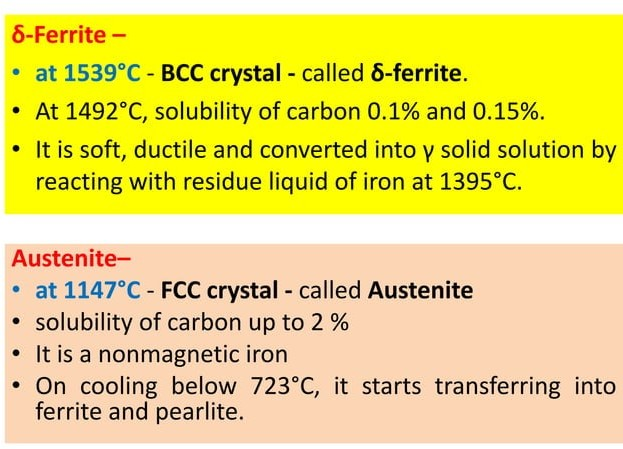 δ-Ferrite –
• at 1539°C - BCC crystal - called δ-ferrite.
• At 1492°C, solubility of carbon 0.1% and 0.15%.
• It is soft, ductile and converted into γ solid solution by
reacting with residue liquid of iron at 1395°C.
Austenite–
• at 1147°C - FCC crystal - called Austenite
• solubility of carbon up to 2 %
• It is a nonmagnetic iron
• On cooling below 723°C, it starts transferring into
ferrite and pearlite.